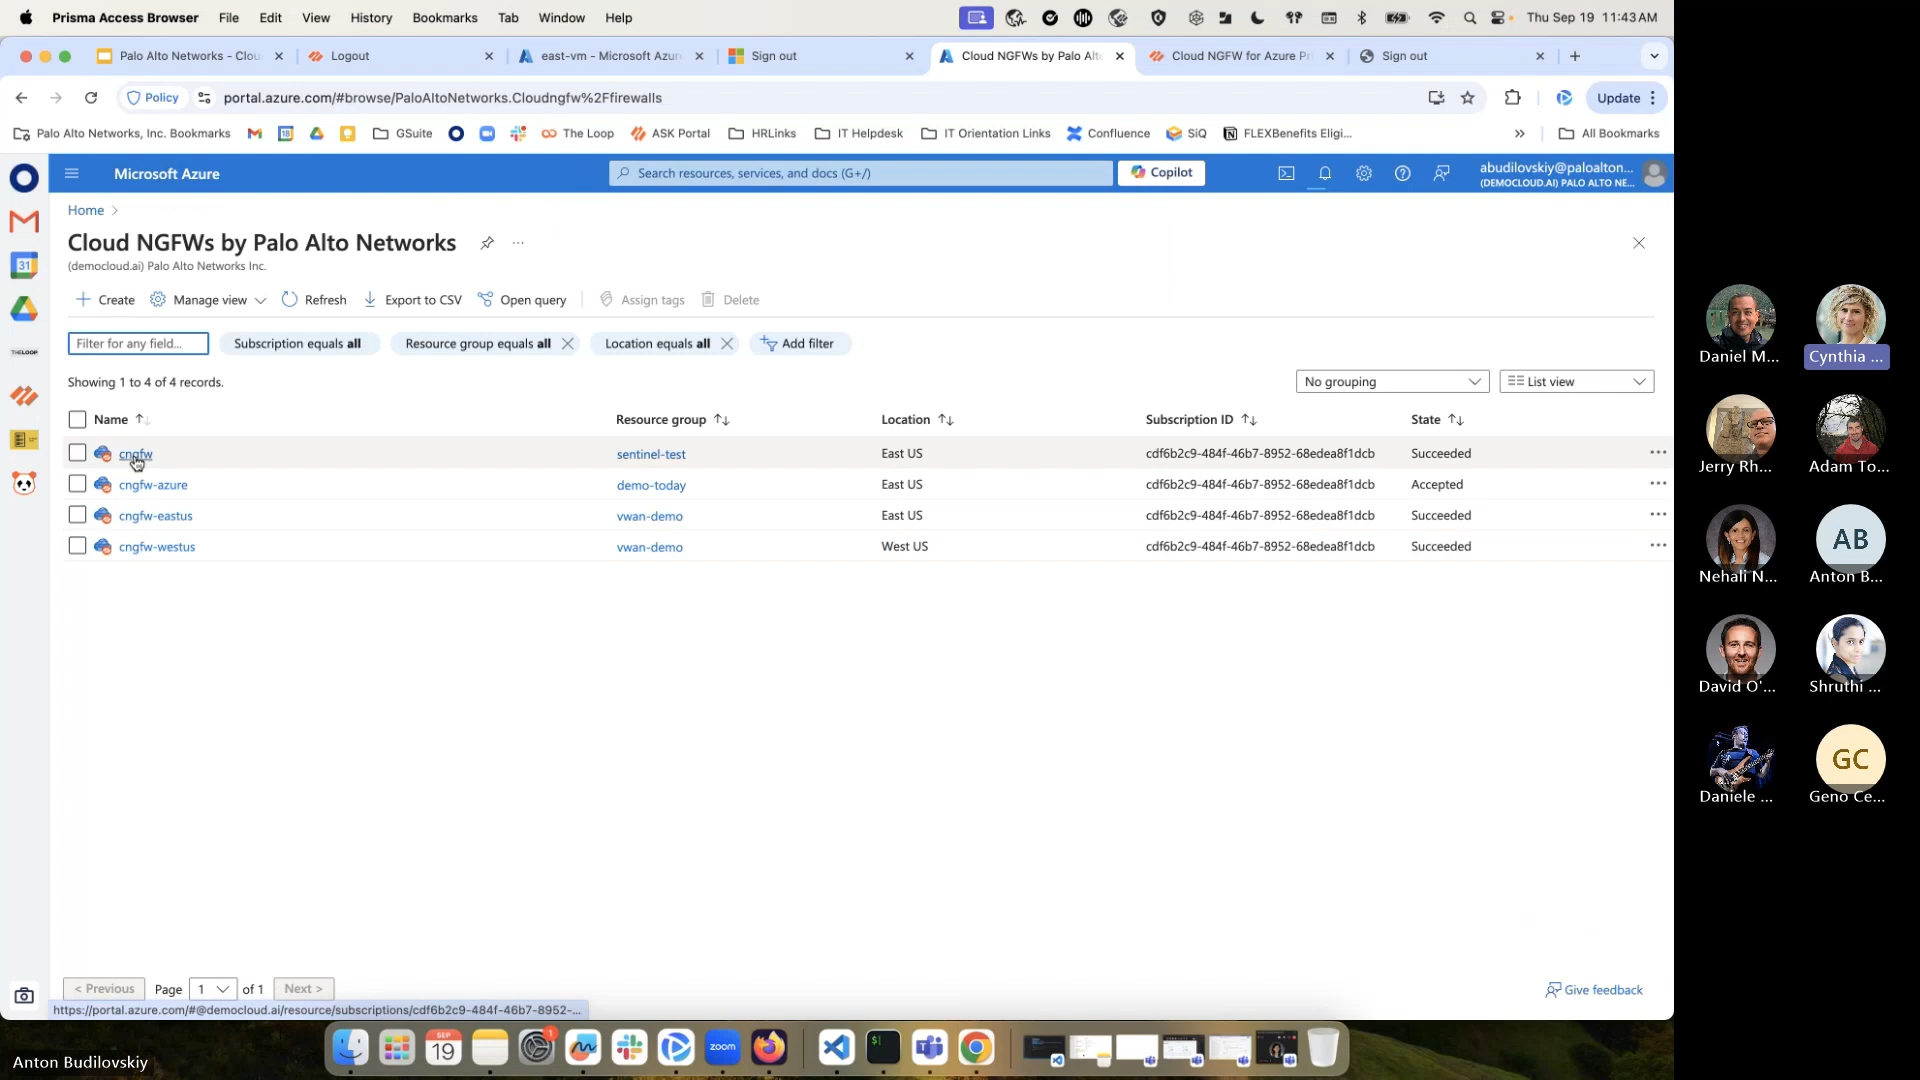 Prisma Access Browser File Edit View History Bookmarks Tab Window Help Thu Sep 19 11:43 AM
Palo Alto Networks - Clou Logout east-vm - Microsoft Azur Sign out Cloud NGFWs by Palo Alt Cloud NGFW for Azure Pr Sign out
Policy portal.azure.com/#browse/PaloAltoNetworks.Cloudngfw%2Ffirewalls Update
Palo Alto Networks, Inc. Bookmarks GSuite The Loop ASK Portal HRLinks IT Helpdesk IT Orientation Links Confluence SiQ FLEXBenefits Eligi... All Bookmarks
Microsoft Azure Search resources, services, and docs (G+/) Copilot abudilovskiy@paloalton...
(DEMOCLOUD.AI) PALO ALTO NE...
Home
Cloud NGFWs by Palo Alto Networks
(democloud.ai) Palo Alto Networks Inc.
Create Manage view Refresh Export to CSV Open query Assign tags Delete
Filter for any field... Subscription equals all Resource group equals all Location equals all Add filter
Showing 1 to 4 of 4 records. No grouping List view
Name Resource group Location Subscription ID State
cngfw sentinel-test East US cdf6b2c9-484f-46b7-8952-68edea8f1dcb Succeeded
cngfw-azure demo-today East US cdf6b2c9-484f-46b7-8952-68edea8f1dcb Accepted
cngfw-eastus vwan-demo East US cdf6b2c9-484f-46b7-8952-68edea8f1dcb Succeeded
cngfw-westus vwan-demo West US cdf6b2c9-484f-46b7-8952-68edea8f1dcb Succeeded
< Previous Page 1 of 1 Next > Give feedback
https://portal.azure.com/#@democloud.ai/resource/subscriptions/cdf6b2c9-484f-46b7-8952-...
31
THE LOOP
SEP
19
1
zoom
$
Anton Budilovskiy
Daniel M... Cynthia ...
Jerry Rh... Adam To...
AB
Nehali N... Anton B...
David O'... Shruthi ...
GC
Daniele ... Geno Ce...